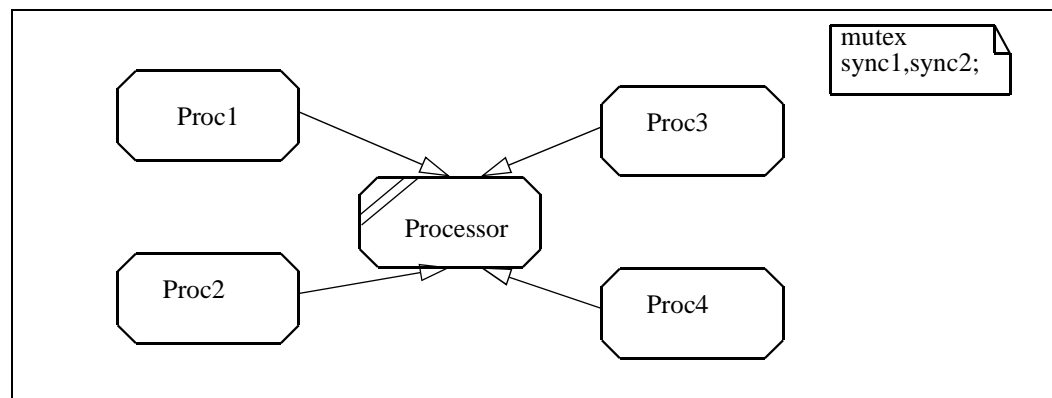 mutex
sync1,sync2;
Proc1
Proc3
Processor
Proc2
Proc4